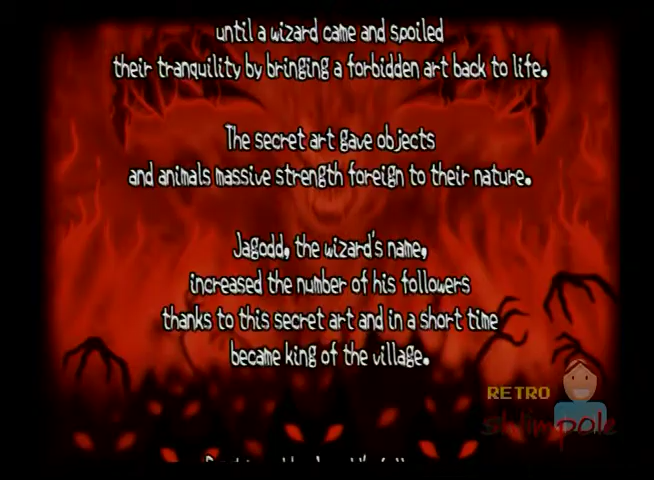 until a wizard came and spoiled
their tranquility by bringing a forbidden art back to life.
The secret art gave objects
and animals massive strength foreign to their nature.
Jagodd, the wizard's name,
increased the number of his followers
thanks to this secret art and in a short time
became king of the village.
RETRO
shlimpole